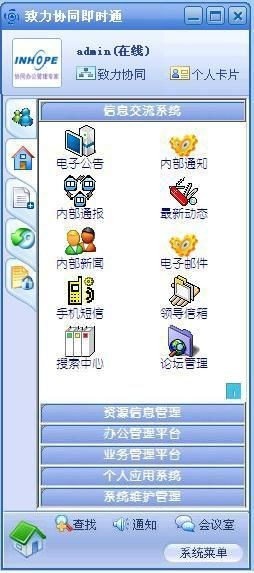 致力协同即时通
INHOPE
协同办公管理专家
admin(在线)
致力协同 个人卡片
信息交流系统
电子公告 内部通知
内部通报 最新动态
内部新闻 电子邮件
手机短信 领导信箱
搜索中心 论坛管理
资源信息管理
办公管理平台
业务管理平台
个人应用系统
系统维护管理
查找 通知 会议室
系统菜单